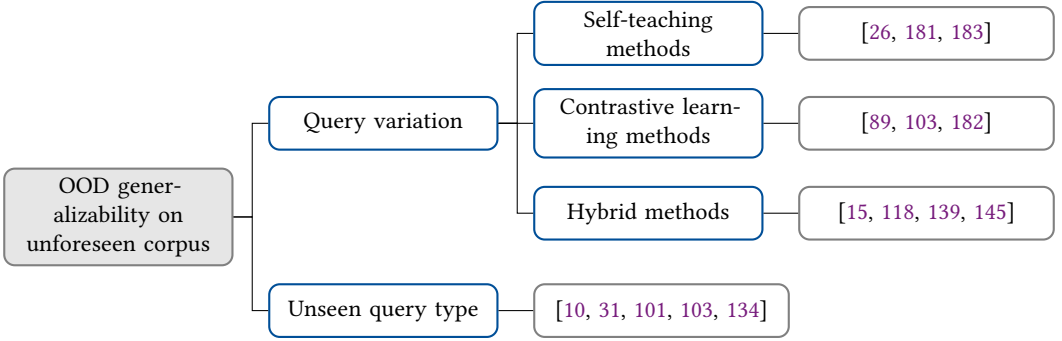 OOD gener-
alizability on
unforeseen corpus
Query variation
Self-teaching
methods
[26, 181, 183]
Contrastive learn-
ing methods
[89, 103, 182]
Hybrid methods
[15, 118, 139, 145]
Unseen query type
[10, 31, 101, 103, 134]